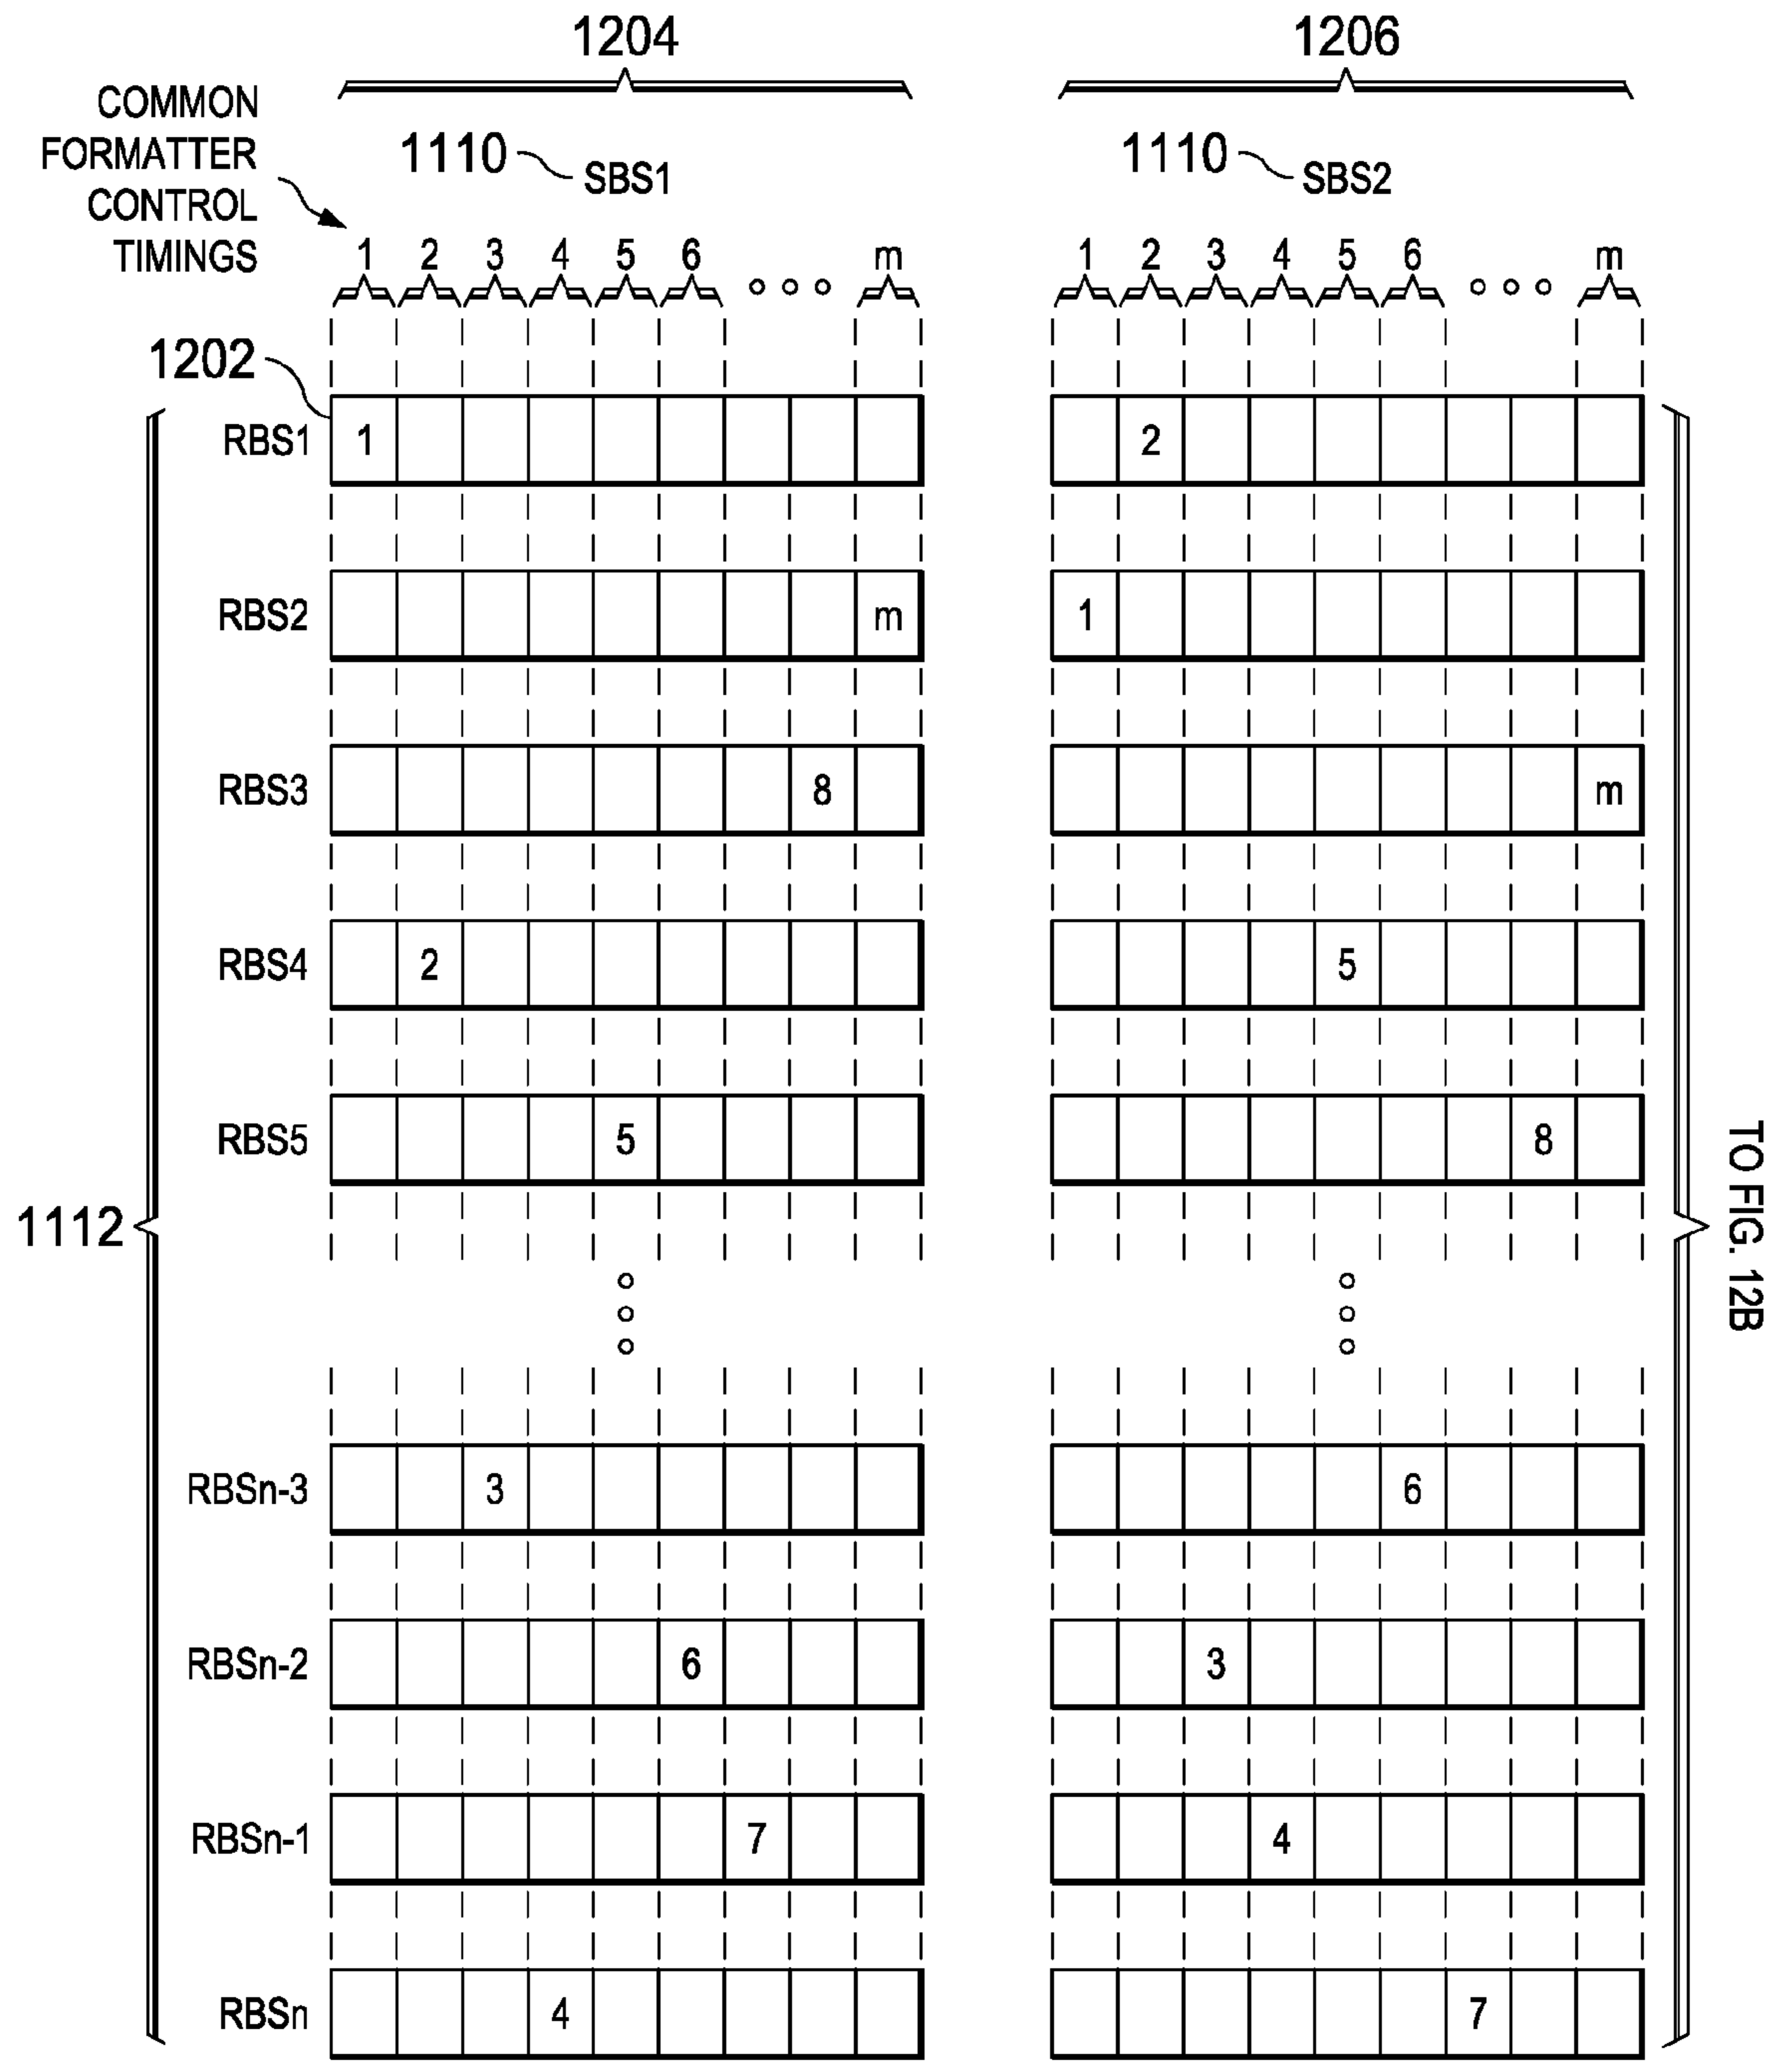 1204 1206
COMMON
FORMATTER
CONTROL
TIMINGS
1110 SBS1 1110 SBS2
1 2 3 4 5 6 m 1 2 3 4 5 6 m
1202
RBS1 1 2
RBS2 m 1
RBS3 8 m
RBS4 2 5
RBS5 5 8
1112
TO FIG. 12B
RBSn-3 3 6
RBSn-2 6 3
RBSn-1 7 4
RBSn 4 7